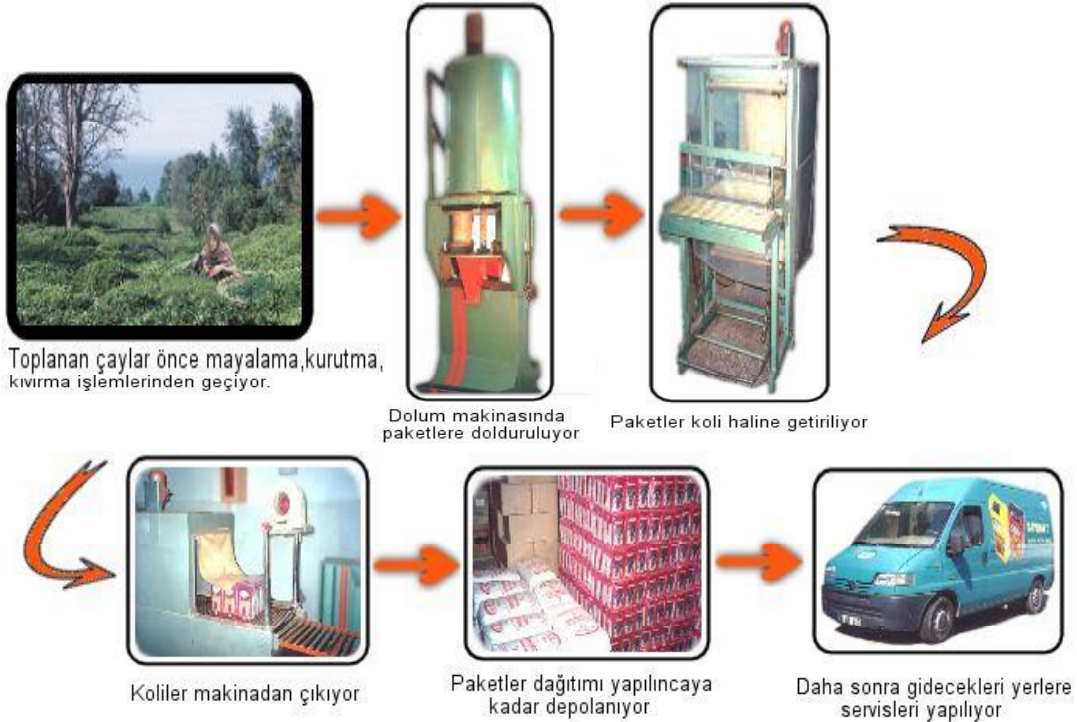 Toplanan çaylar önce mayalama,kurutma,
kıvırma işlemlerinden geçiyor.
Dolum makinasında
paketlere dolduruluyor
Paketler koli haline getiriliyor
Koliler makinadan çıkıyor
Paketler dağıtımı yapılıncaya
kadar depolanıyor
Daha sonra gidecekleri yerlere
servisleri yapılıyor